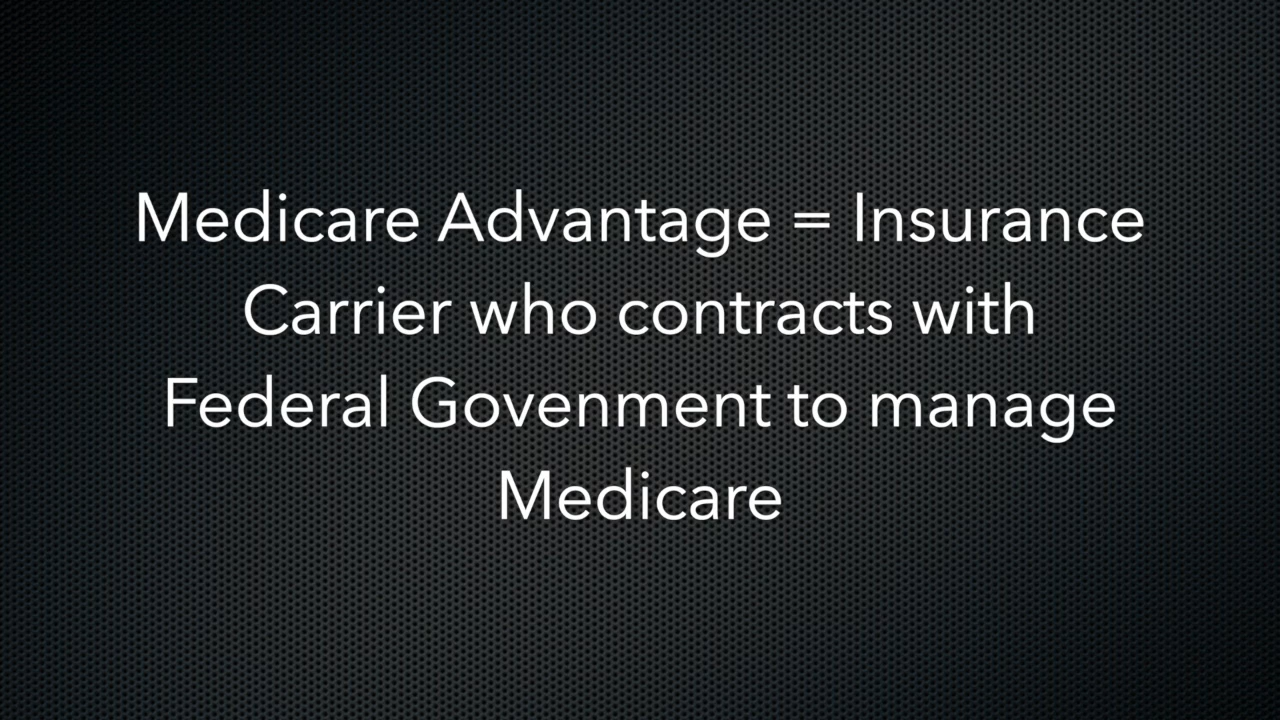 Medicare Advantage = Insurance
Carrier who contracts with
Federal Govenment to manage
Medicare